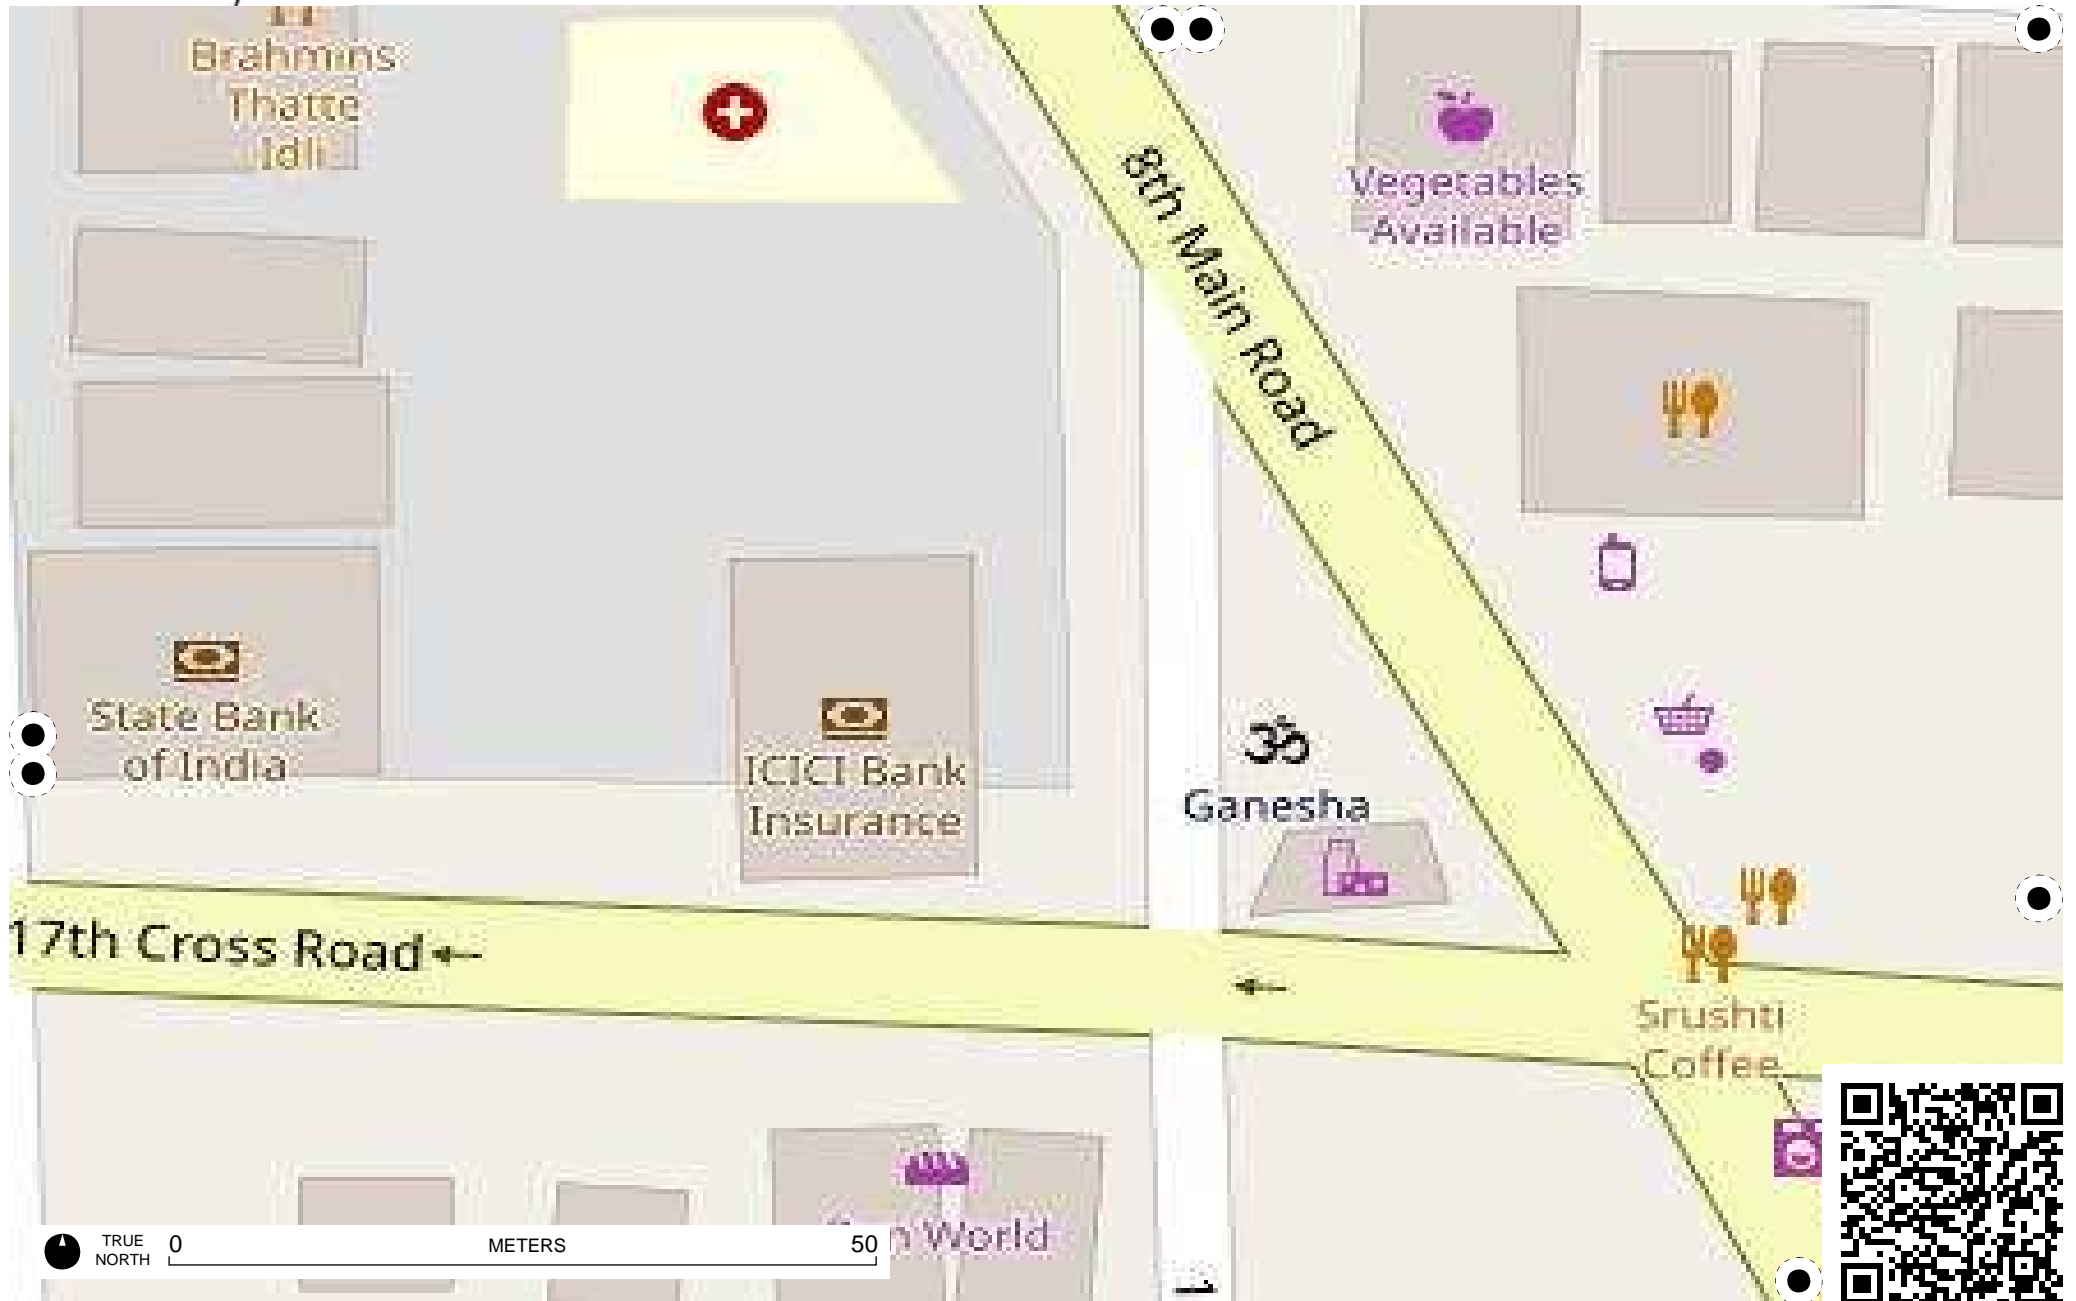 Brahmins
Thatte
Idli
8th Main Road
Vegetables
Available
State Bank
of India
ICICI Bank
Insurance
ॐ
Ganesha
17th Cross Road
Srushti
Coffee
World
TRUE
NORTH
0
METERS
50